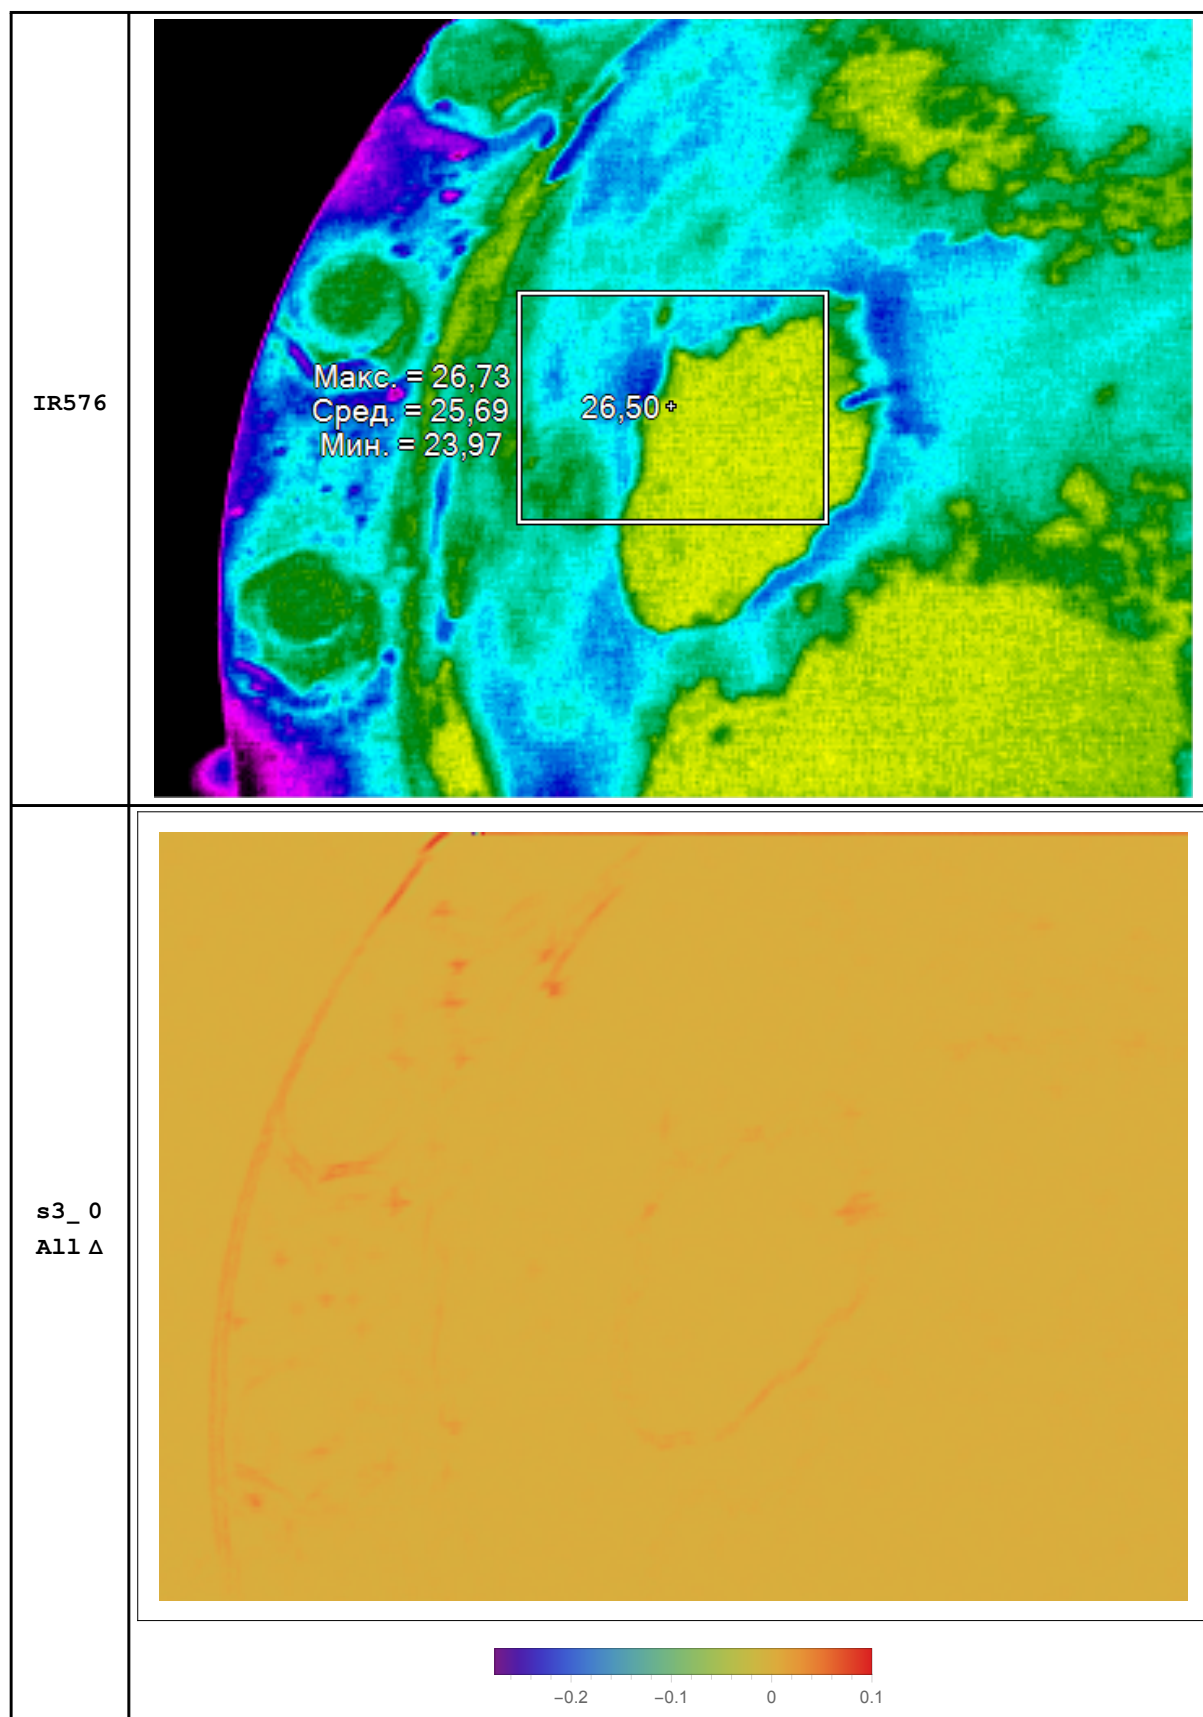 IR576
Макс. = 26,73
Сред. = 25,69
Мин. = 23,97
26,50
s3_ 0
All Δ
−0.2 −0.1 0 0.1